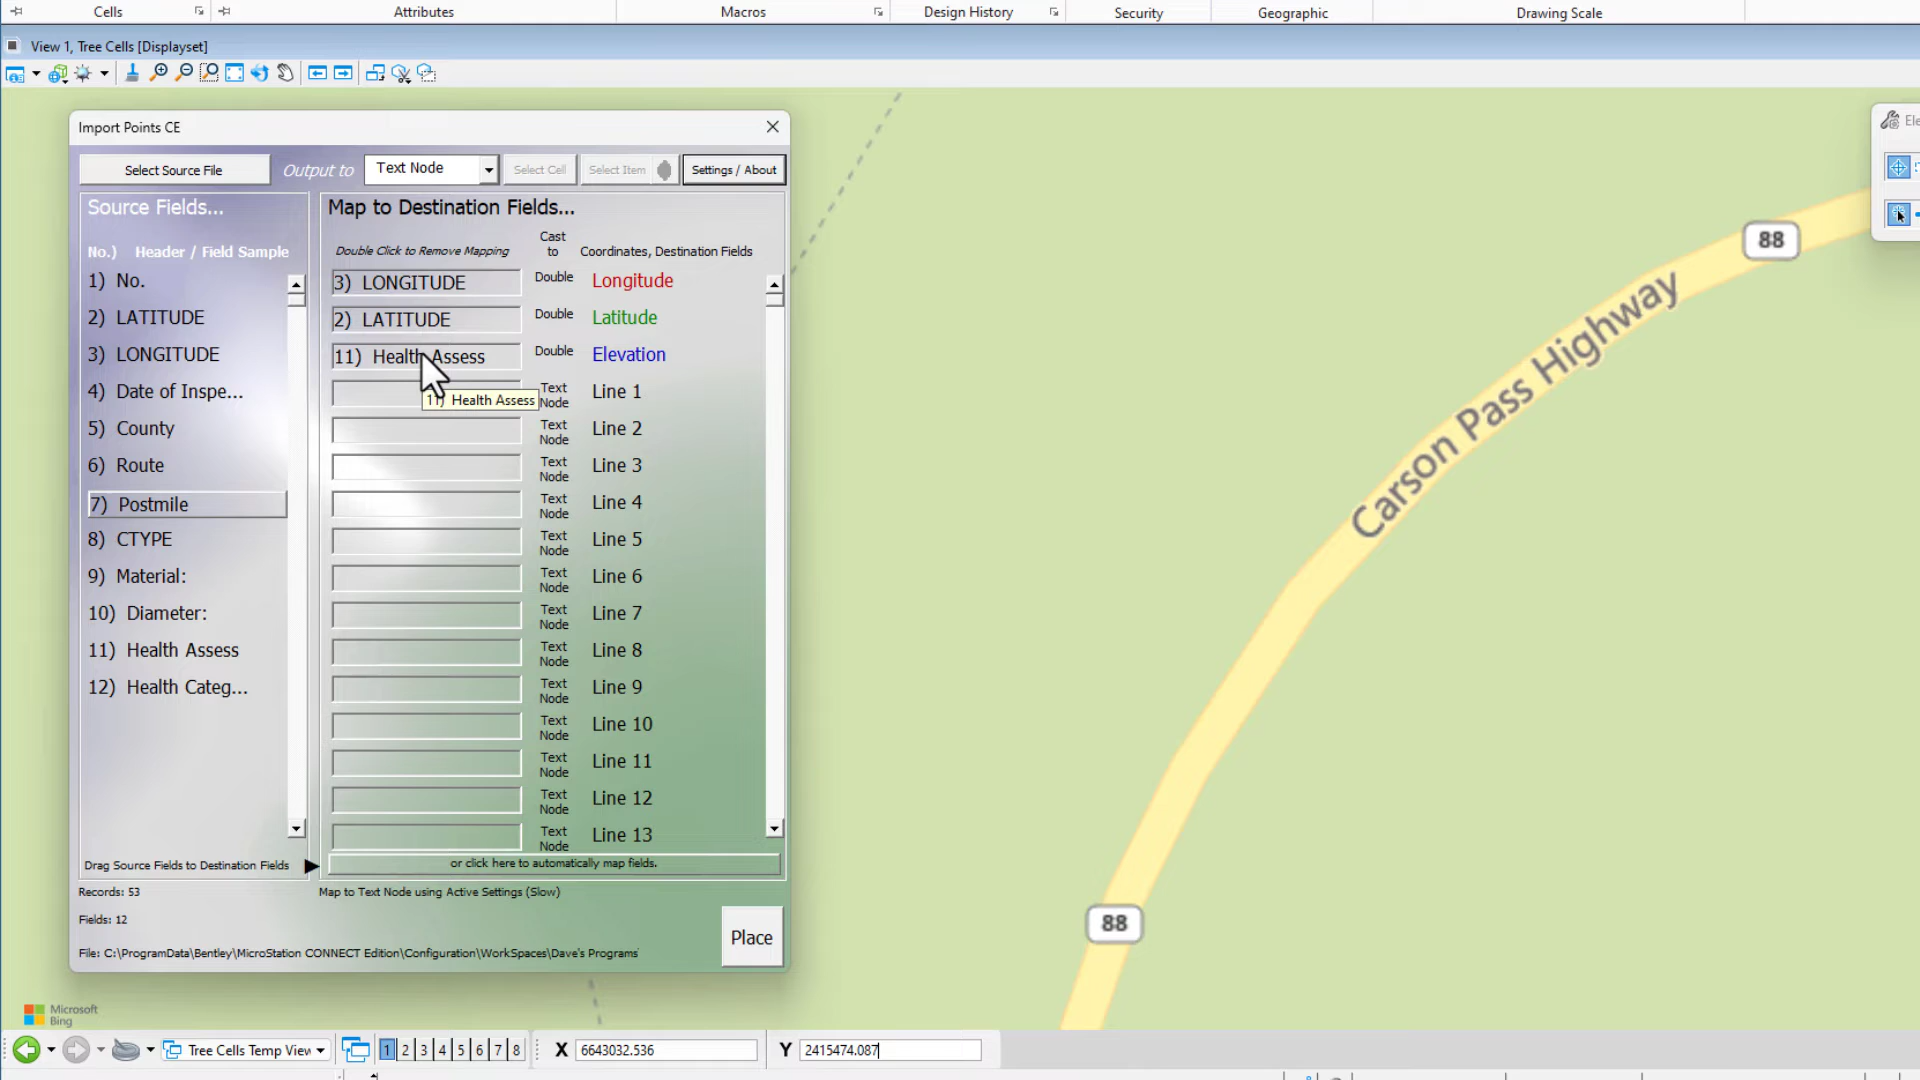 Cells
Attributes
Macros
Design History
Security
Geographic
Drawing Scale
View 1, Tree Cells [Displayset]
Import Points CE
Select Source File
Output to
Text Node
Select Cell
Select Item
Settings / About
Source Fields...
No.) Header / Field Sample
1) No.
2) LATITUDE
3) LONGITUDE
4) Date of Inspe...
5) County
6) Route
7) Postmile
8) CTYPE
9) Material:
10) Diameter:
11) Health Assess
12) Health Categ...
Drag Source Fields to Destination Fields
Map to Destination Fields...
Double Click to Remove Mapping
Cast to
Coordinates, Destination Fields
3) LONGITUDE Double Longitude
2) LATITUDE Double Latitude
11) Health Assess Double Elevation
11) Health Assess
Text Node Line 1
Text Node Line 2
Text Node Line 3
Text Node Line 4
Text Node Line 5
Text Node Line 6
Text Node Line 7
Text Node Line 8
Text Node Line 9
Text Node Line 10
Text Node Line 11
Text Node Line 12
Text Node Line 13
or click here to automatically map fields.
Records: 53
Map to Text Node using Active Settings (Slow)
Fields: 12
File: C:\ProgramData\Bentley\MicroStation CONNECT Edition\Configuration\WorkSpaces\Dave's Programs
Place
88
Carson Pass Highway
88
Ele
Microsoft
Bing
Tree Cells Temp View
1 2 3 4 5 6 7 8
X 6643032.536
Y 2415474.087